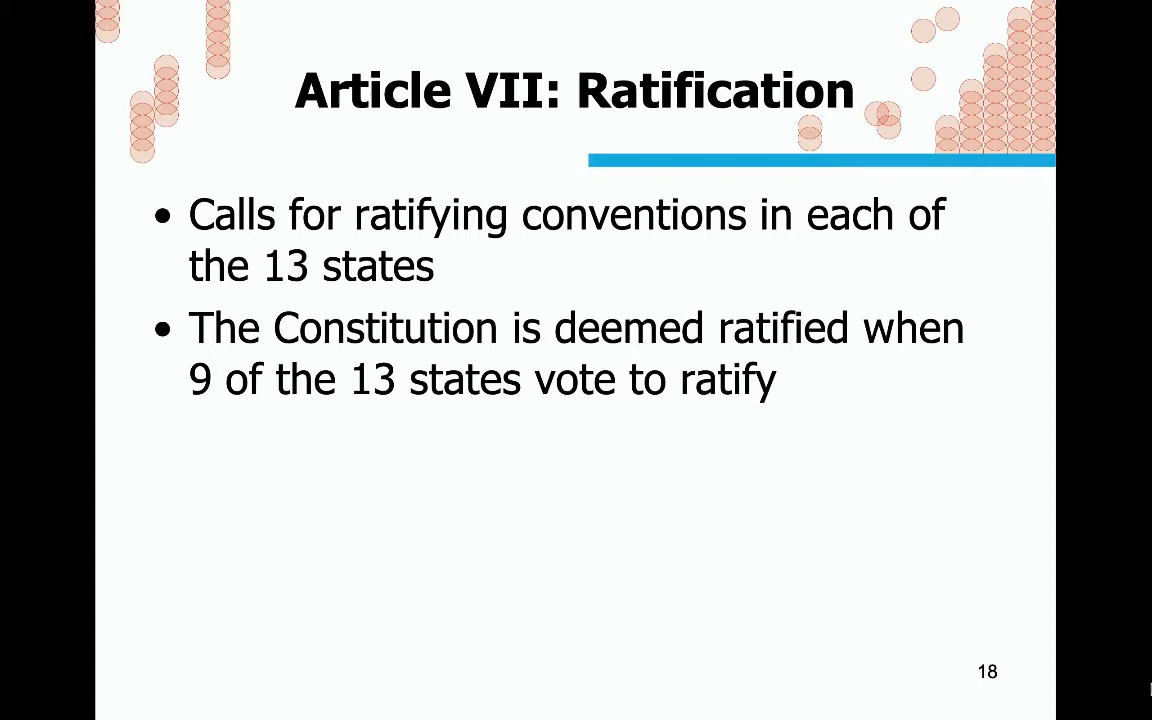 Article VII: Ratification
• Calls for ratifying conventions in each of
the 13 states
• The Constitution is deemed ratified when
9 of the 13 states vote to ratify
18